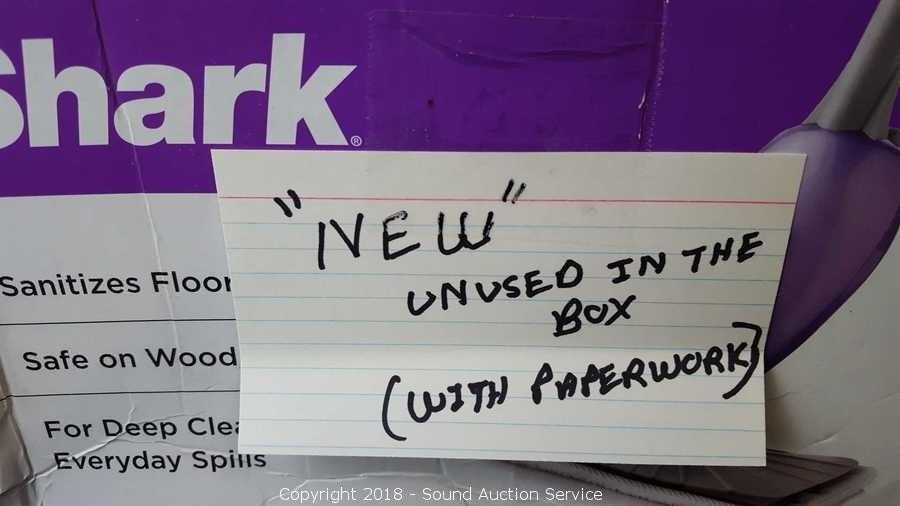 Shark®
"NEW"
UNUSED IN THE
BOX
(WITH PAPERWORK)
Sanitizes Floor
Safe on Wood
For Deep Clea
Everyday Spills
Copyright 2018 - Sound Auction Service